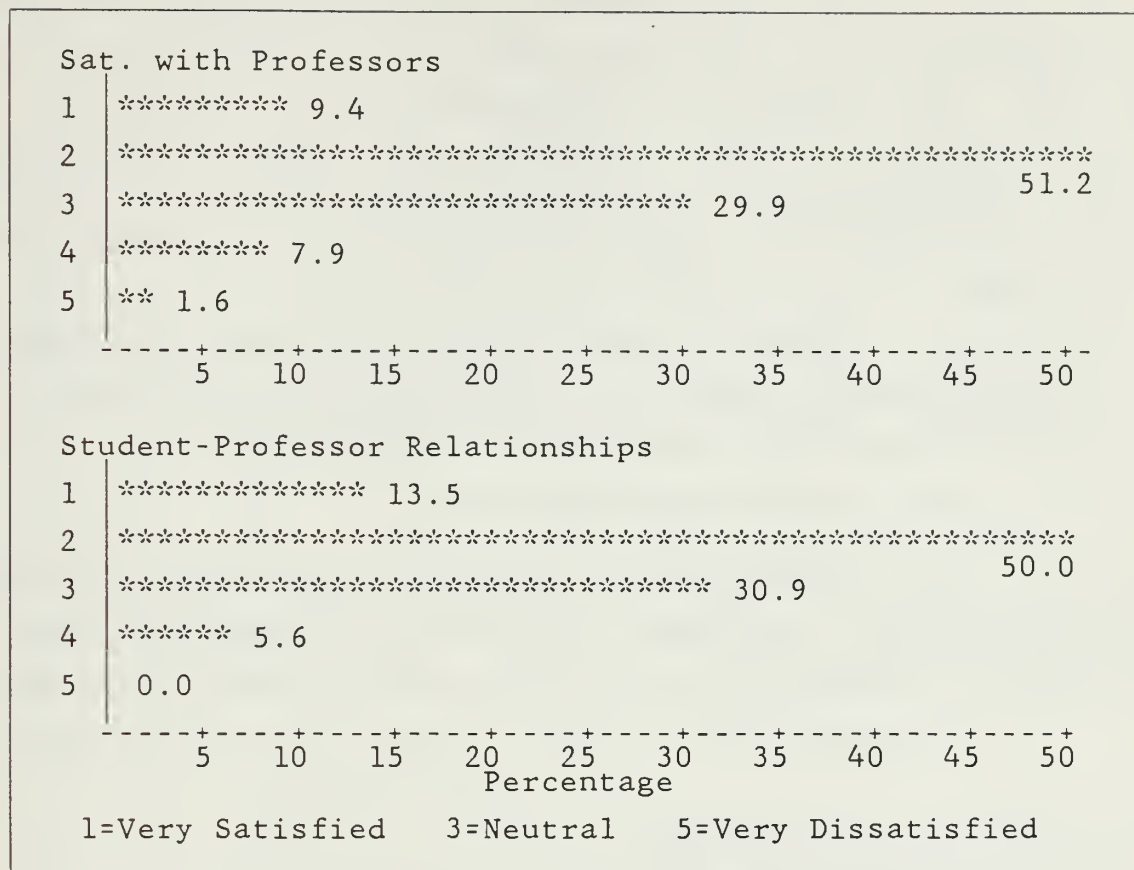 Sat. with Professors
1 ********* 9.4
2 ***************************************************
51.2
3 ****************************** 29.9
4 ******** 7.9
5 ** 1.6
-----+----+----+----+----+----+----+----+----+----+-
5 10 15 20 25 30 35 40 45 50
Student-Professor Relationships
1 ************* 13.5
2 **************************************************
50.0
3 ******************************* 30.9
4 ****** 5.6
5 0.0
-----+----+----+----+----+----+----+----+----+----+
5 10 15 20 25 30 35 40 45 50
Percentage
1=Very Satisfied 3=Neutral 5=Very Dissatisfied